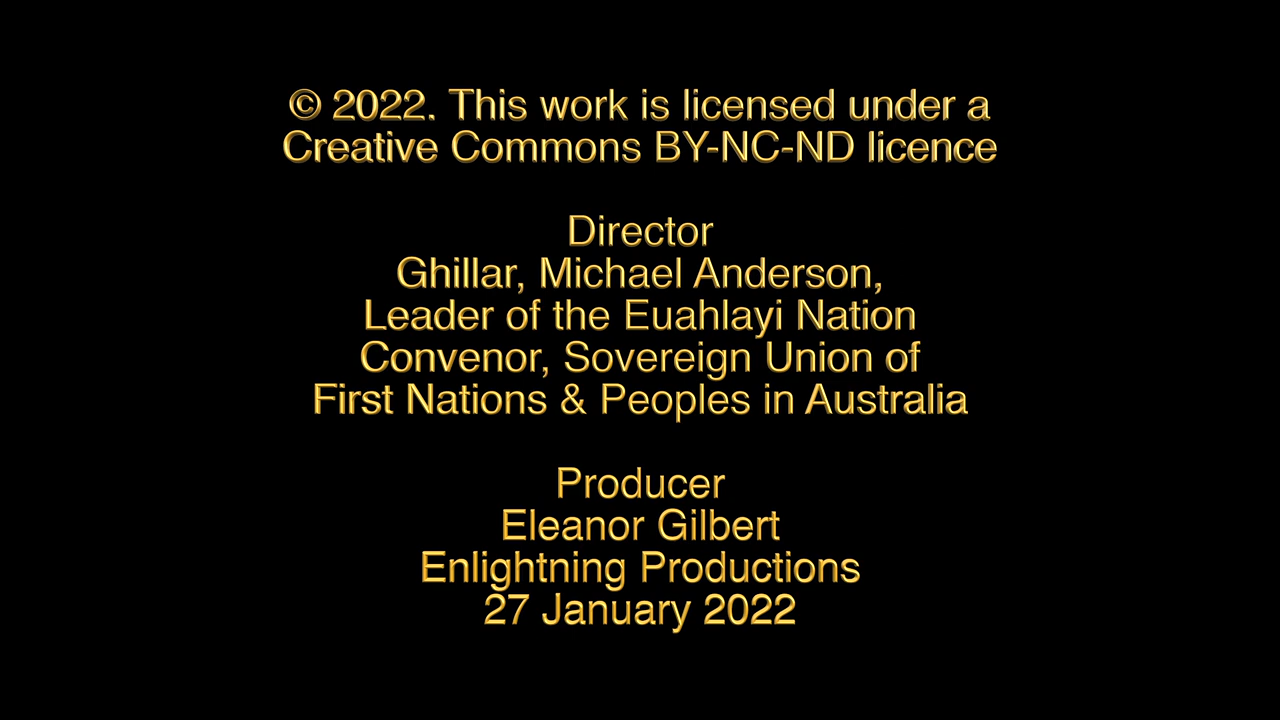 © 2022. This work is licensed under a
Creative Commons BY-NC-ND licence
Director
Ghillar, Michael Anderson,
Leader of the Euahlayi Nation
Convenor, Sovereign Union of
First Nations & Peoples in Australia
Producer
Eleanor Gilbert
Enlightning Productions
27 January 2022